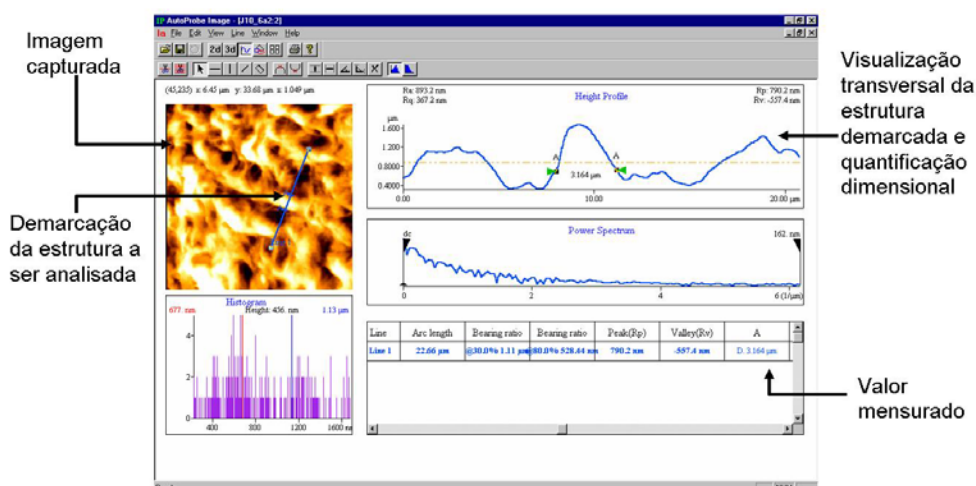 AutoProbe Image - [J10_6a2:2]
File Edit View Line Window Help
2d 3d
Imagem
capturada
Demarcação
da estrutura a
ser analisada
(45,235) x: 6.45 µm y: 33.68 µm z: 1.049 µm
Ra: 893.2 nm
Rq: 367.2 nm
Height Profile
Rp: 790.2 nm
Rv: -557.4 nm
µm
1.600
1.200
0.8000
0.4000
A A
3.164 µm
0.00 10.00 20.00 µm
Power Spectrum
dc
162. nm
0 2 4 6 (1/µm)
Histogram
677. nm Height: 456. nm 1.13 µm
4
2
0
400 800 1200 1600
Line Arc length Bearing ratio Bearing ratio Peak(Rp) Valley(Rv) A
Line 1 22.66 µm @30.0% 1.11 µm @80.0% 528.44 nm 790.2 nm -557.4 nm D. 3.164 µm
Visualização
transversal da
estrutura
demarcada e
quantificação
dimensional
Valor
mensurado